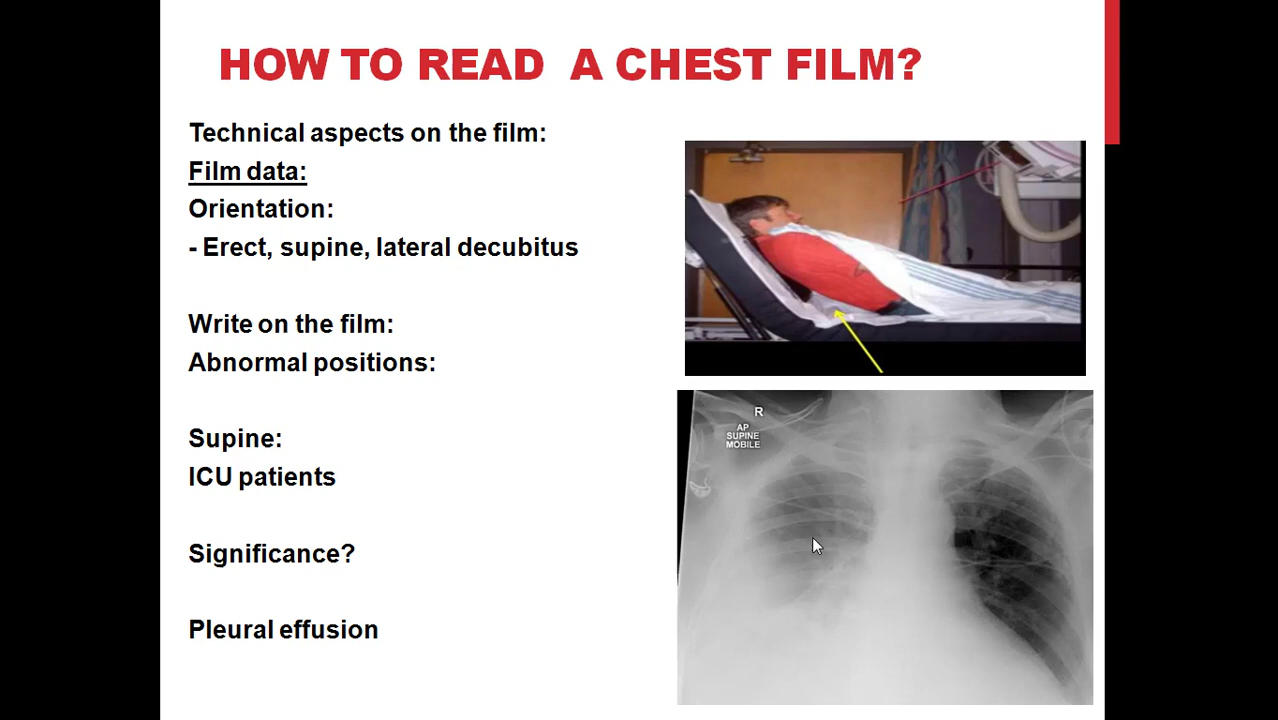 HOW TO READ A CHEST FILM?
Technical aspects on the film:
Film data:
Orientation:
- Erect, supine, lateral decubitus
Write on the film:
Abnormal positions:
Supine:
ICU patients
Significance?
Pleural effusion
R
AP
SUPINE
MOBILE